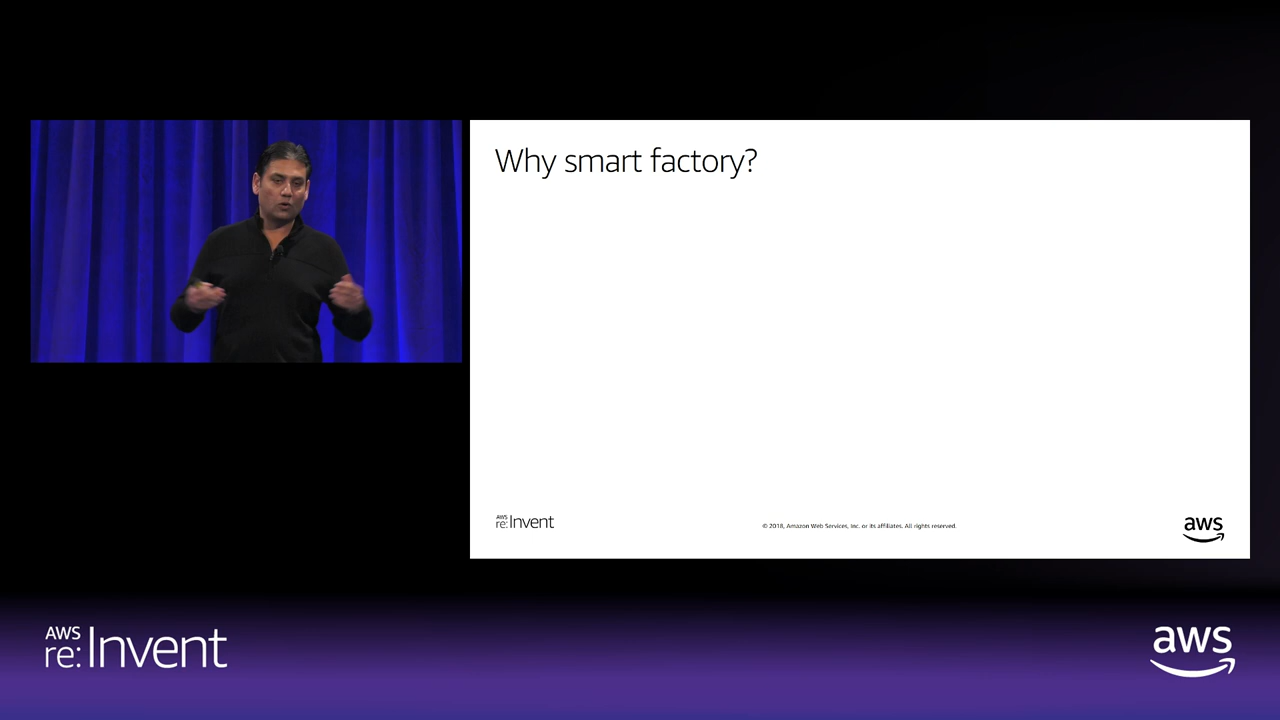 Why smart factory?
AWS
re:Invent
© 2018, Amazon Web Services, Inc. or its affiliates. All rights reserved.
aws
AWS
re:Invent
aws